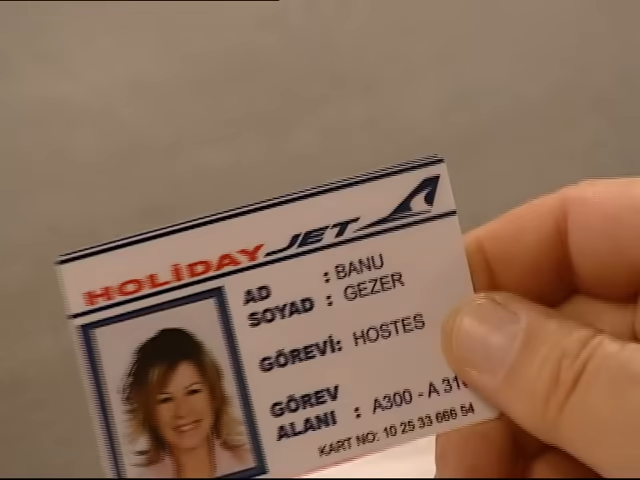 HOLİDAY JET
AD : BANU
SOYAD : GEZER
GÖREVİ: HOSTES
GÖREV
ALANI : A300 - A 310
KART NO: 10 25 33 666 54